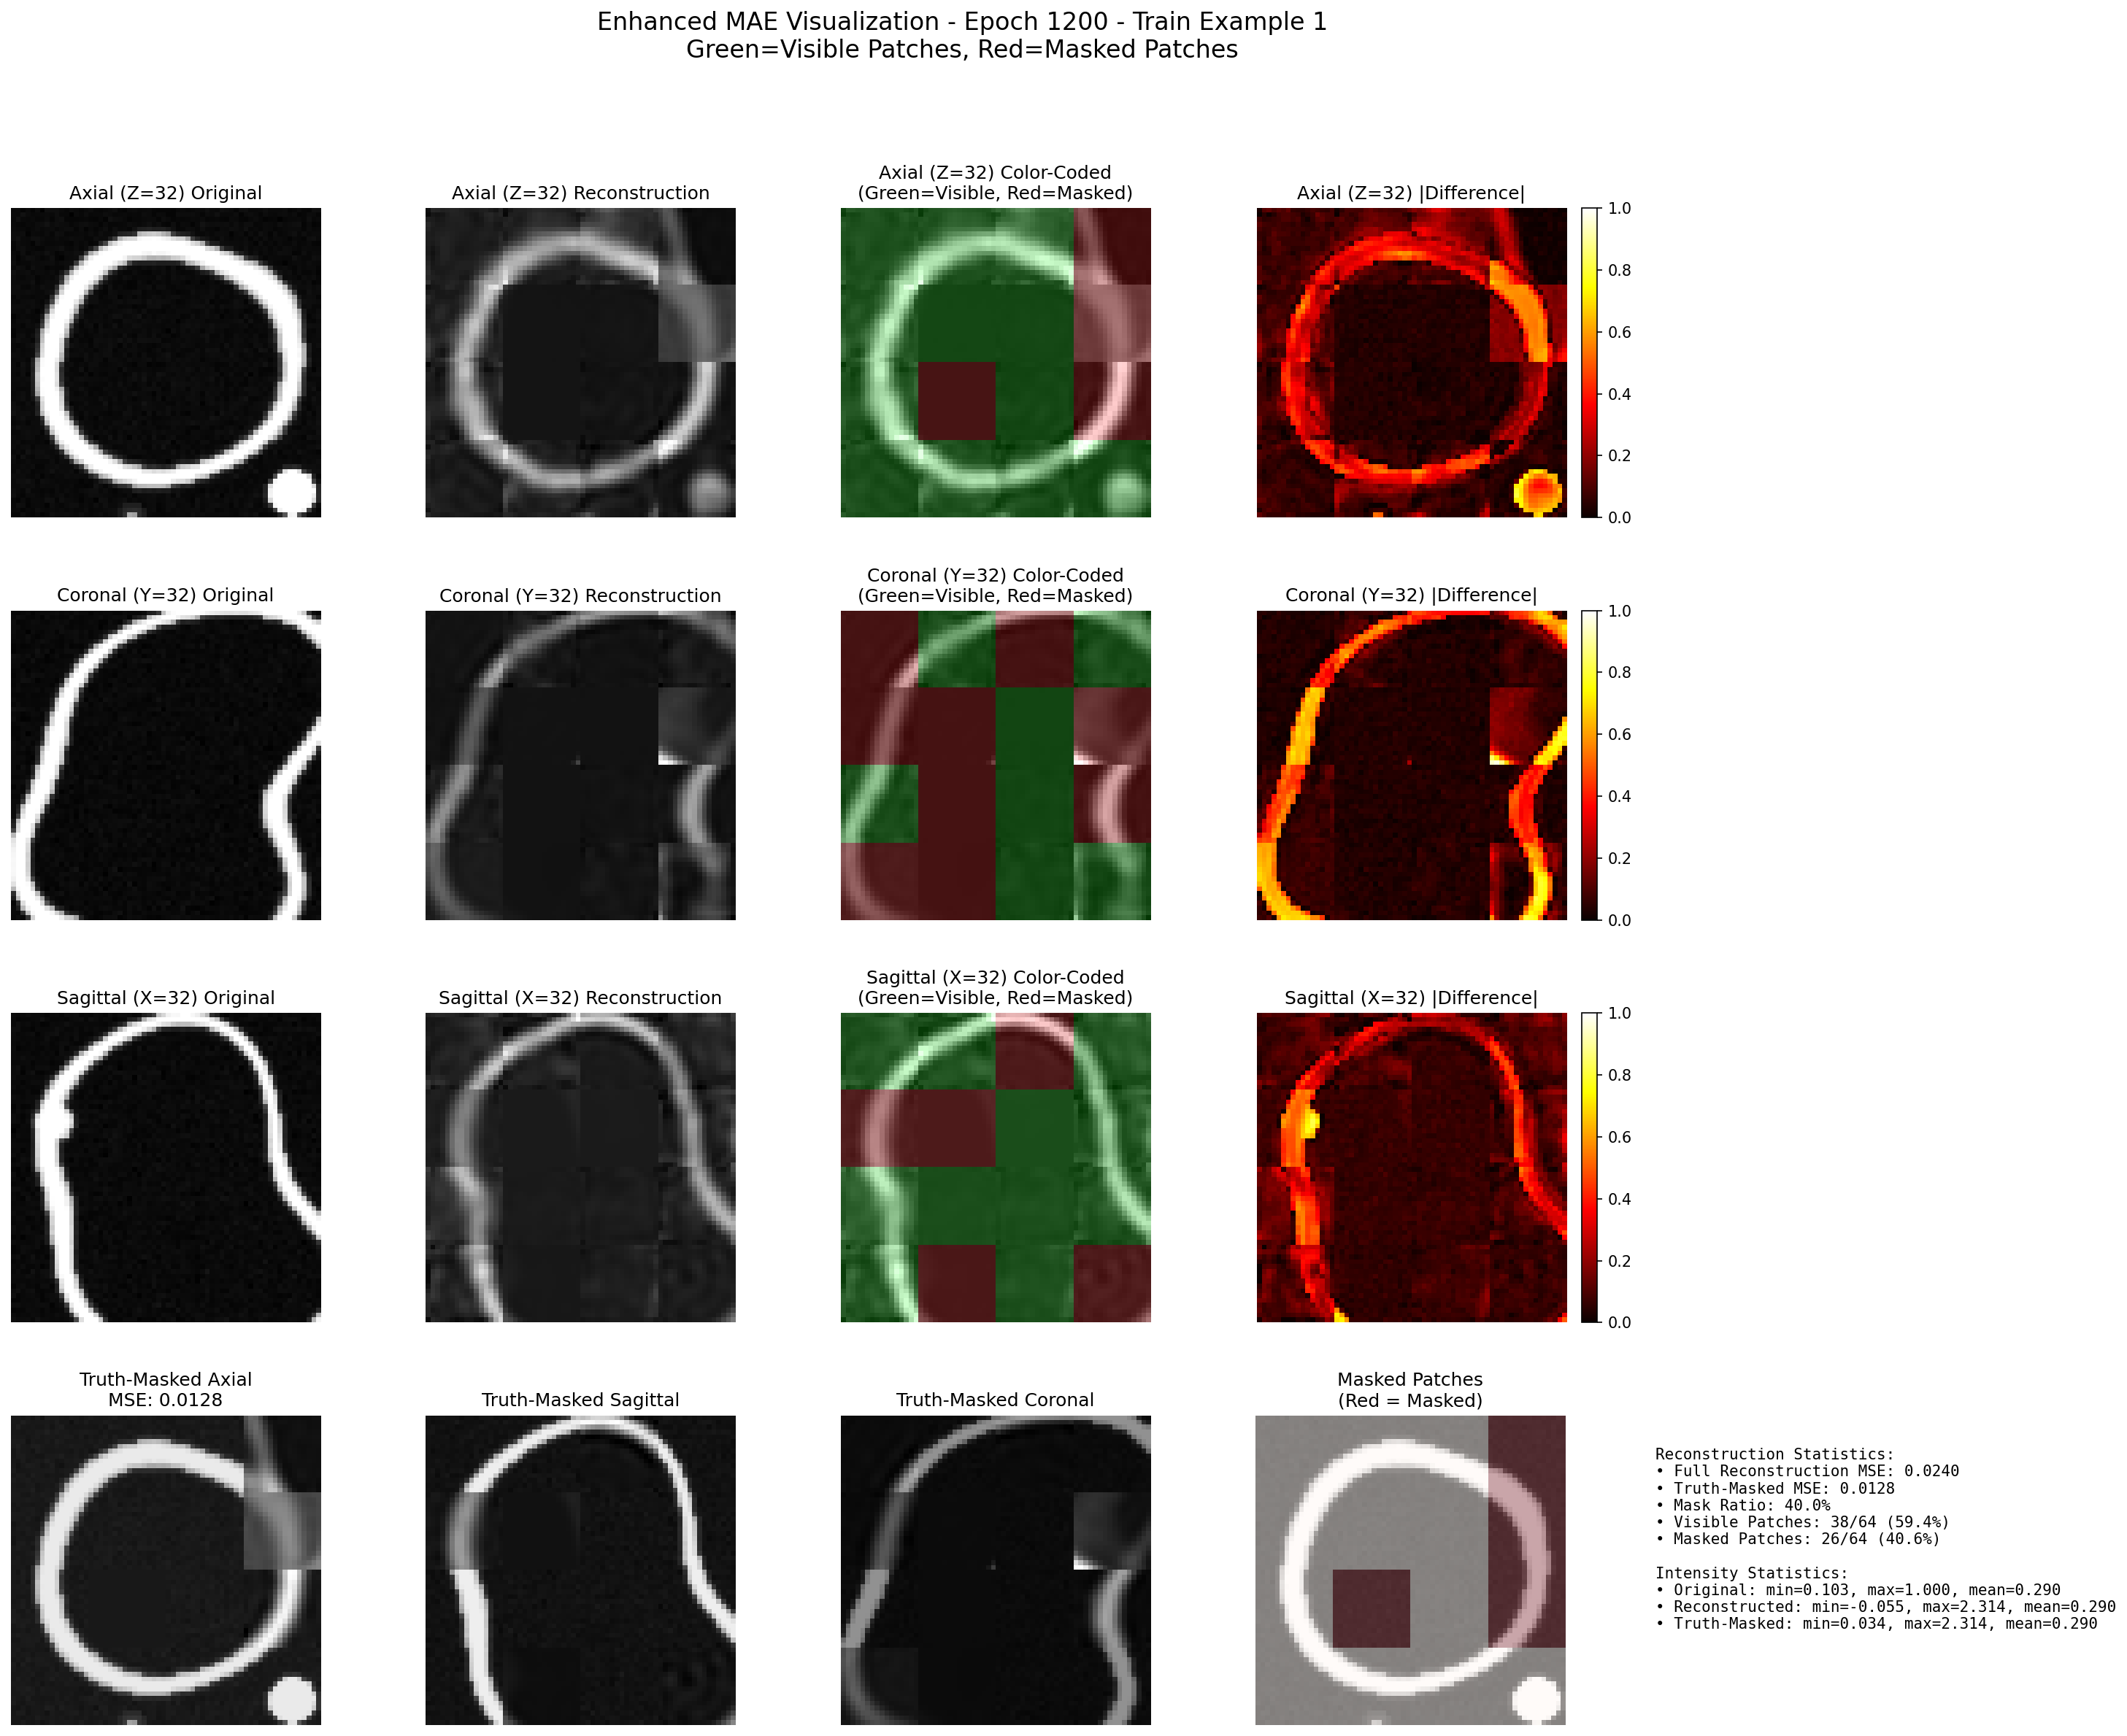 Enhanced MAE Visualization - Epoch 1200 - Train Example 1
Green=Visible Patches, Red=Masked Patches
Axial (Z=32) Original
Axial (Z=32) Reconstruction
Axial (Z=32) Color-Coded
(Green=Visible, Red=Masked)
Axial (Z=32) |Difference|
1.0
0.8
0.6
0.4
0.2
0.0
Coronal (Y=32) Original
Coronal (Y=32) Reconstruction
Coronal (Y=32) Color-Coded
(Green=Visible, Red=Masked)
Coronal (Y=32) |Difference|
1.0
0.8
0.6
0.4
0.2
0.0
Sagittal (X=32) Original
Sagittal (X=32) Reconstruction
Sagittal (X=32) Color-Coded
(Green=Visible, Red=Masked)
Sagittal (X=32) |Difference|
1.0
0.8
0.6
0.4
0.2
0.0
Truth-Masked Axial
MSE: 0.0128
Truth-Masked Sagittal
Truth-Masked Coronal
Masked Patches
(Red = Masked)
Reconstruction Statistics:
• Full Reconstruction MSE: 0.0240
• Truth-Masked MSE: 0.0128
• Mask Ratio: 40.0%
• Visible Patches: 38/64 (59.4%)
• Masked Patches: 26/64 (40.6%)
Intensity Statistics:
• Original: min=0.103, max=1.000, mean=0.290
• Reconstructed: min=-0.055, max=2.314, mean=0.290
• Truth-Masked: min=0.034, max=2.314, mean=0.290